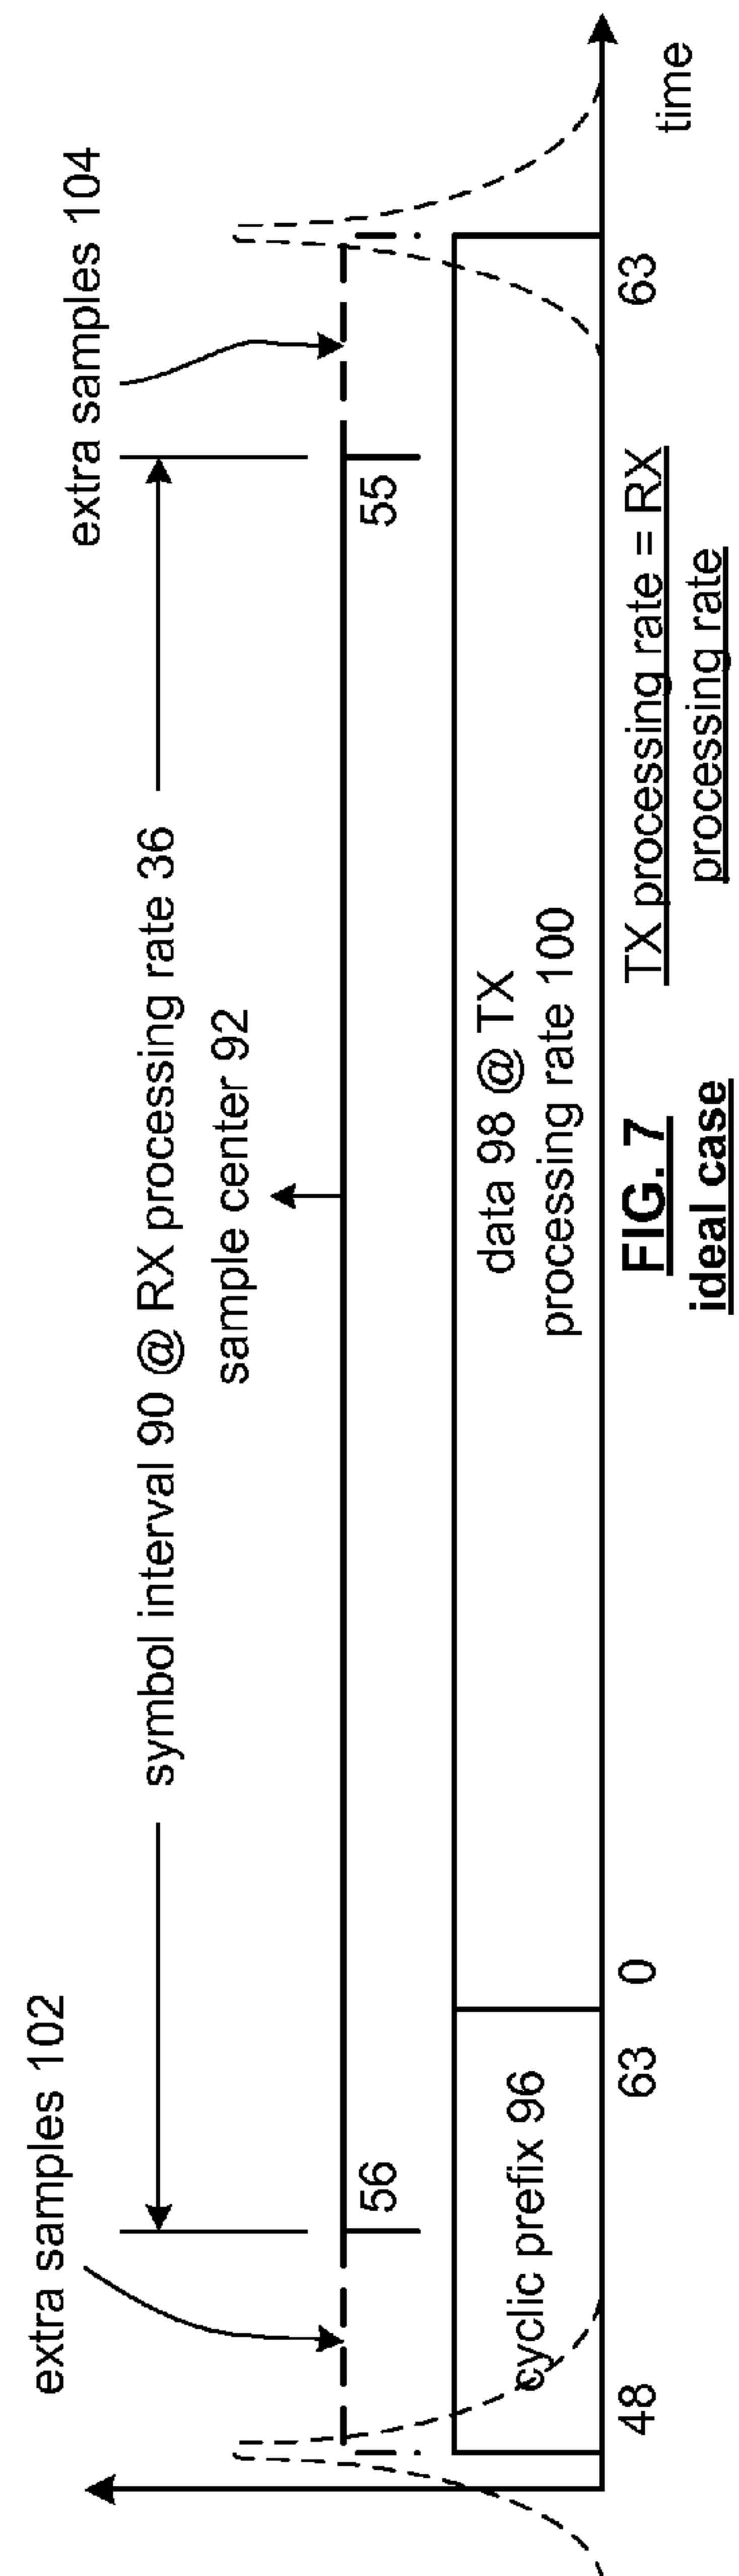 extra samples 102
extra samples 104
symbol interval 90 @ RX processing rate 36
sample center 92
56
55
cyclic prefix 96
data 98 @ TX
processing rate 100
48
63
0
63
time
FIG. 7
ideal case
TX processing rate = RX
processing rate